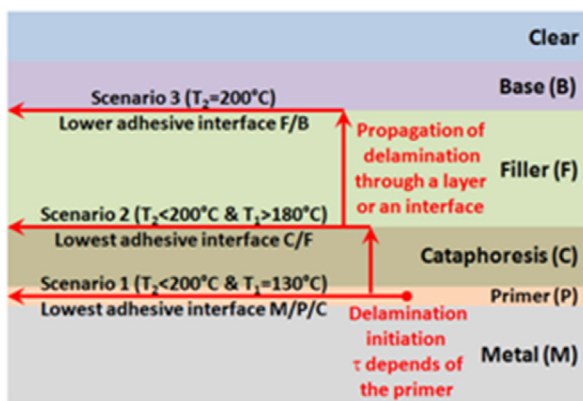 Clear
Base (B)
Scenario 3 (T₂=200°C)
Lower adhesive interface F/B
Propagation of
delamination
through a layer
or an interface
Filler (F)
Scenario 2 (T₂<200°C & T₁>180°C)
Lowest adhesive interface C/F
Cataphoresis (C)
Scenario 1 (T₂<200°C & T₁=130°C)
Lowest adhesive interface M/P/C
Primer (P)
Delamination
initiation
τ depends of
the primer
Metal (M)